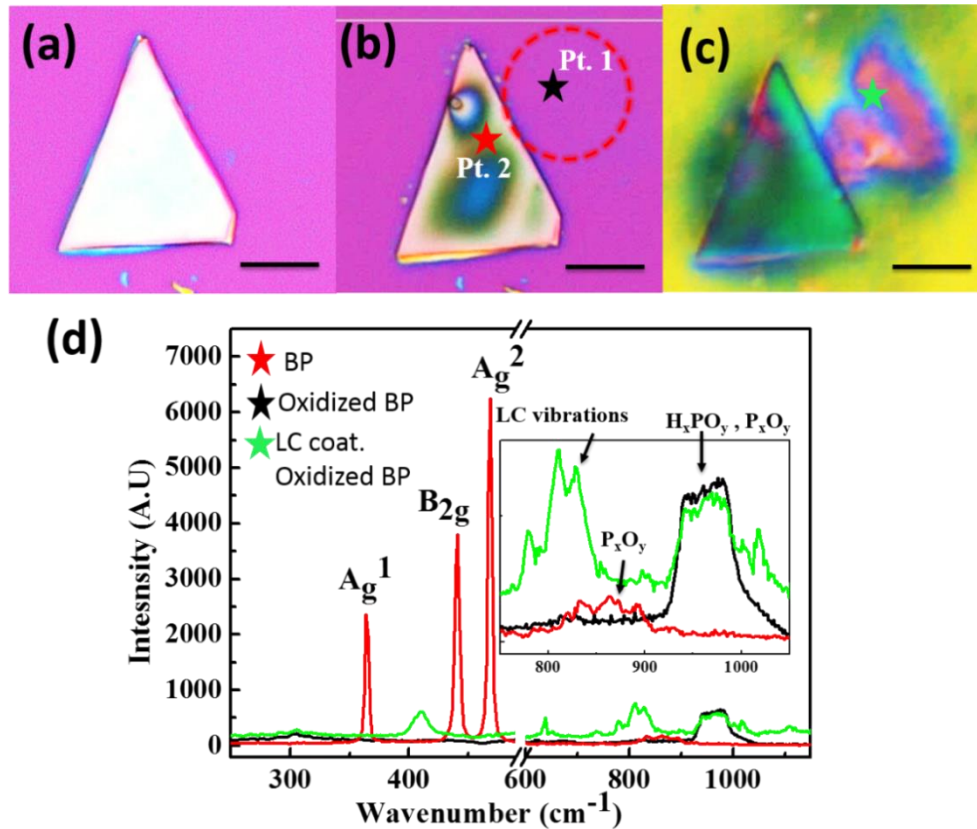 (a)
(b)
Pt. 1
Pt. 2
(c)
(d)
7000
6000
5000
4000
3000
2000
1000
0
Intesnsity (A.U)
BP
Oxidized BP
LC coat.
Oxidized BP
Ag1
B2g
Ag2
LC vibrations
HxPOy , PxOy
PxOy
800 900 1000
300 400 600 800 1000
Wavenumber (cm-1)